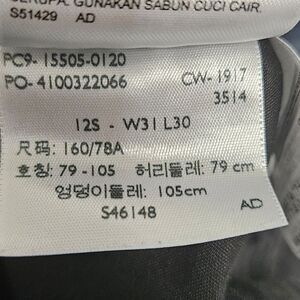 SERUPA. GUNAKAN SABUN CUCI CAIR,
S51429 AD
PC9-15505-0120
PO-4100322066 CW-1917
3514
12S - W31 L30
尺码: 160/78A
호칭: 79-105 허리둘레: 79 cm
엉덩이둘레: 105cm
S46148 AD